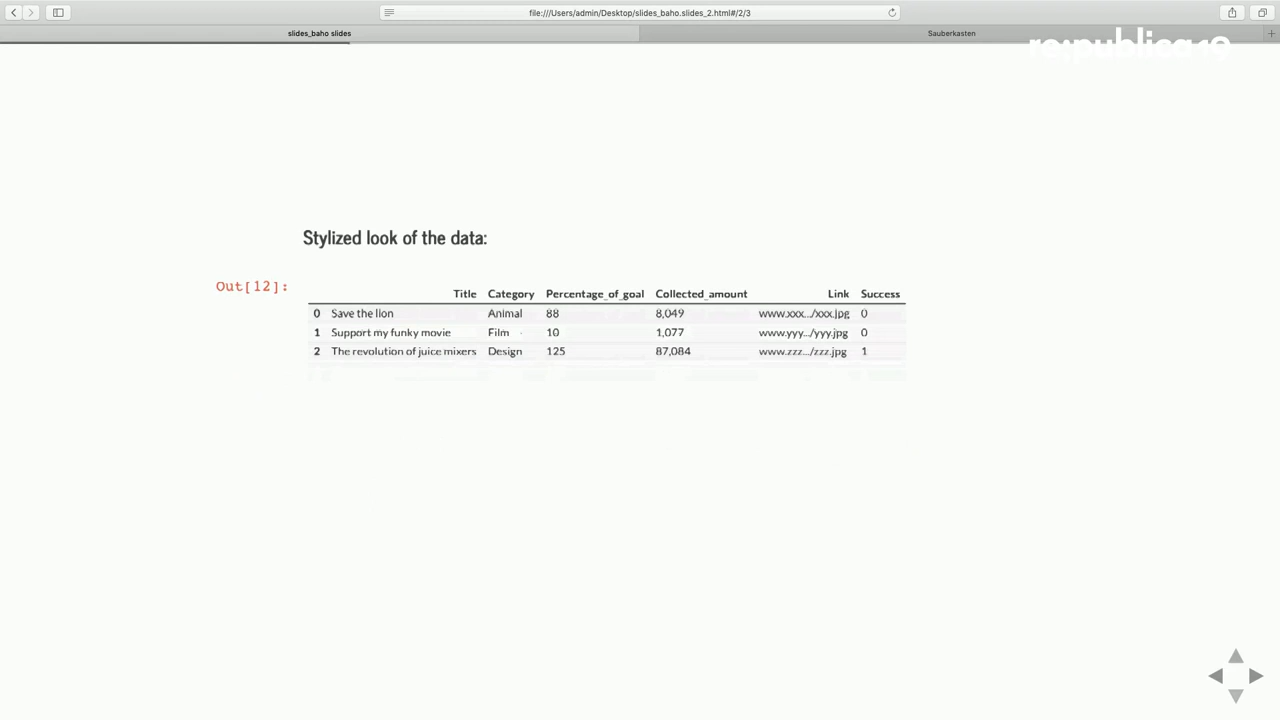 file:///Users/admin/Desktop/slides_baho.slides_2.html#/2/3
slides_baho slides
Sauberkasten
re:publica 19
Stylized look of the data:
Out[12]:
Title Category Percentage_of_goal Collected_amount Link Success
0 Save the lion Animal 88 8,049 www.xxx.../xxx.jpg 0
1 Support my funky movie Film 10 1,077 www.yyy.../yyy.jpg 0
2 The revolution of juice mixers Design 125 87,084 www.zzz.../zzz.jpg 1